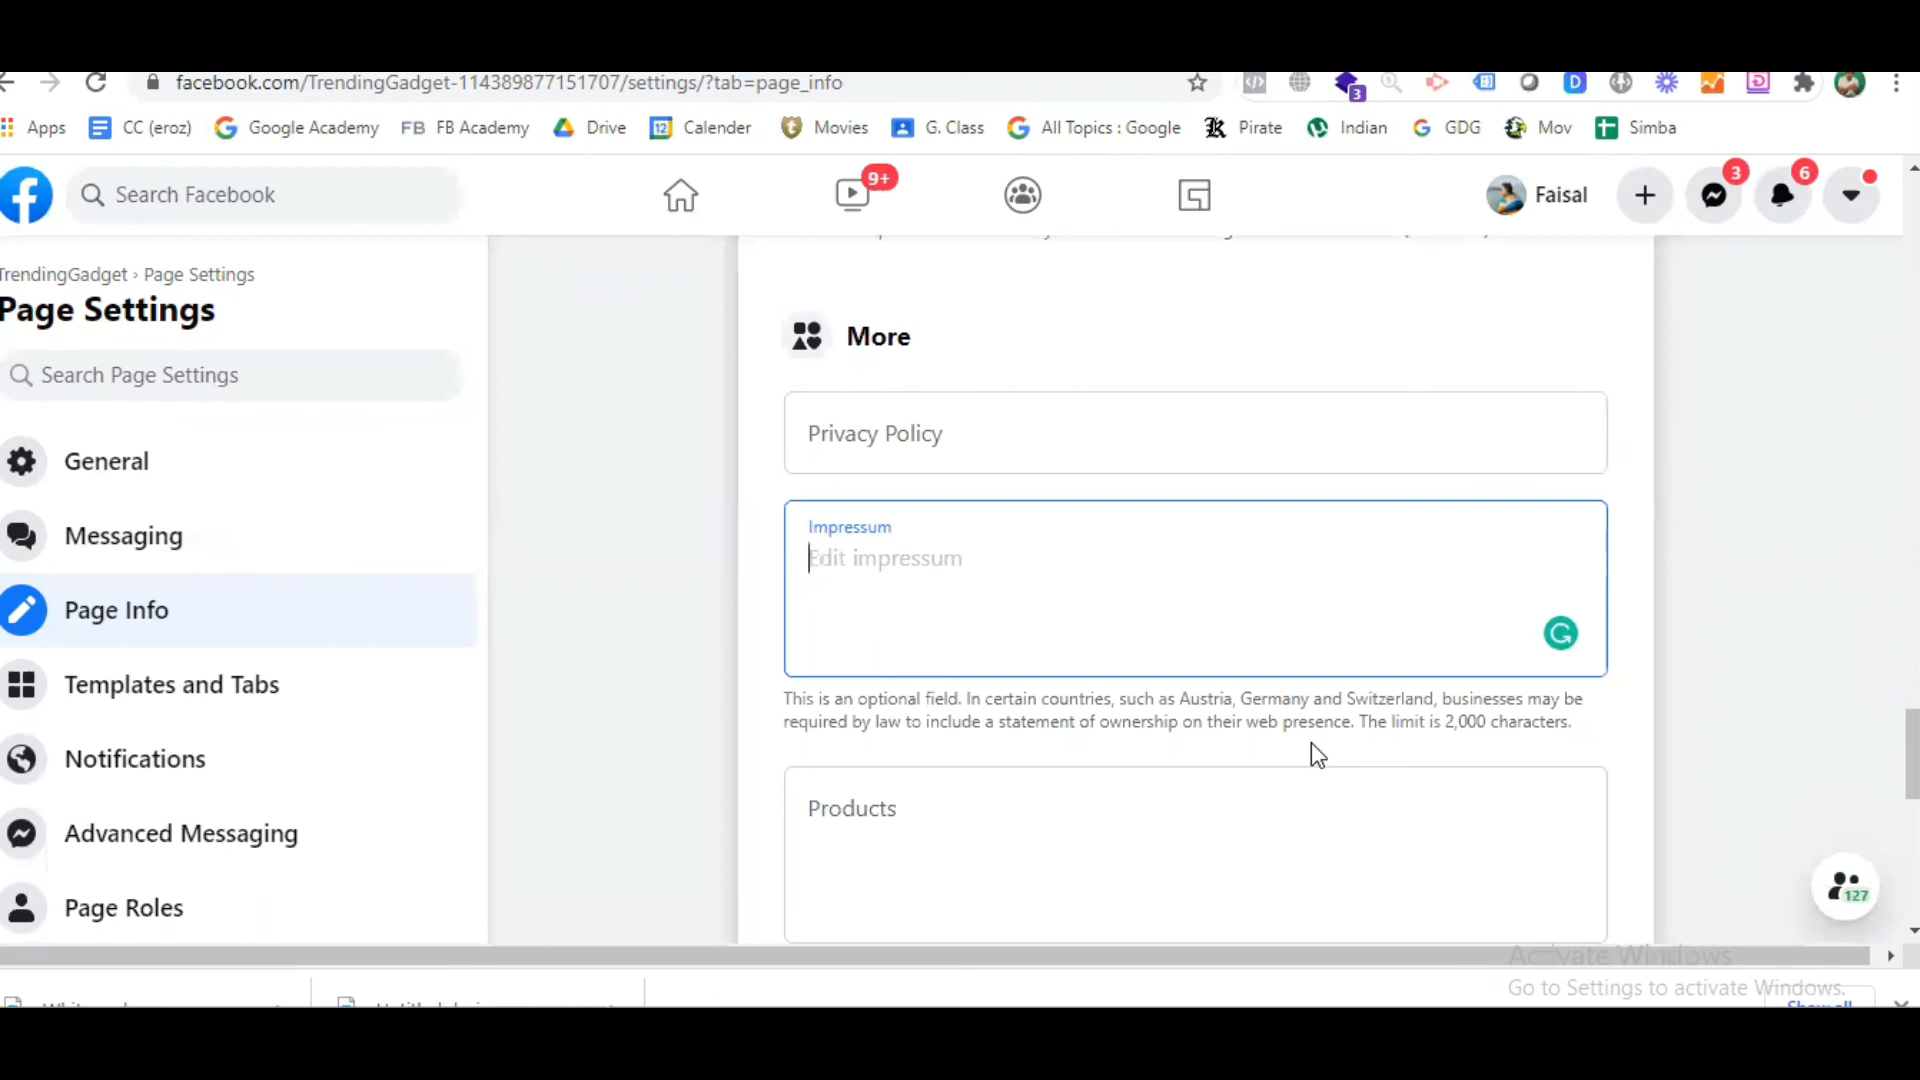 facebook.com/TrendingGadget-114389877151707/settings/?tab=page_info
3
Apps
CC (eroz)
Google Academy
FB FB Academy
Drive
12 Calender
Movies
G. Class
All Topics : Google
Pirate
Indian
GDG
Mov
Simba
Search Facebook
9+
Faisal
3
6
TrendingGadget › Page Settings
Page Settings
Search Page Settings
General
Messaging
Page Info
Templates and Tabs
Notifications
Advanced Messaging
Page Roles
More
Privacy Policy
Impressum
Edit impressum
This is an optional field. In certain countries, such as Austria, Germany and Switzerland, businesses may be
required by law to include a statement of ownership on their web presence. The limit is 2,000 characters.
Products
127
Activate Windows
Go to Settings to activate Windows.
Show all